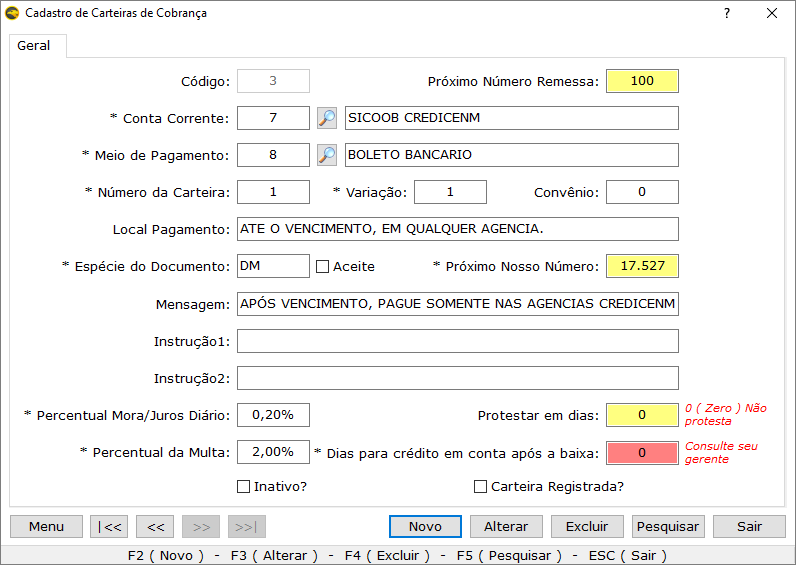 Cadastro de Carteiras de Cobrança ?
Geral
Código: 3 Próximo Número Remessa: 100
* Conta Corrente: 7 SICOOB CREDICENM
* Meio de Pagamento: 8 BOLETO BANCARIO
* Número da Carteira: 1 * Variação: 1 Convênio: 0
Local Pagamento: ATE O VENCIMENTO, EM QUALQUER AGENCIA.
* Espécie do Documento: DM Aceite * Próximo Nosso Número: 17.527
Mensagem: APÓS VENCIMENTO, PAGUE SOMENTE NAS AGENCIAS CREDICENM
Instrução1:
Instrução2:
* Percentual Mora/Juros Diário: 0,20% Protestar em dias: 0 0 ( Zero ) Não
protesta
* Percentual da Multa: 2,00% * Dias para crédito em conta após a baixa: 0 Consulte seu
gerente
Inativo? Carteira Registrada?
Menu |<< << >> >>| Novo Alterar Excluir Pesquisar Sair
F2 ( Novo ) - F3 ( Alterar ) - F4 ( Excluir ) - F5 ( Pesquisar ) - ESC ( Sair )